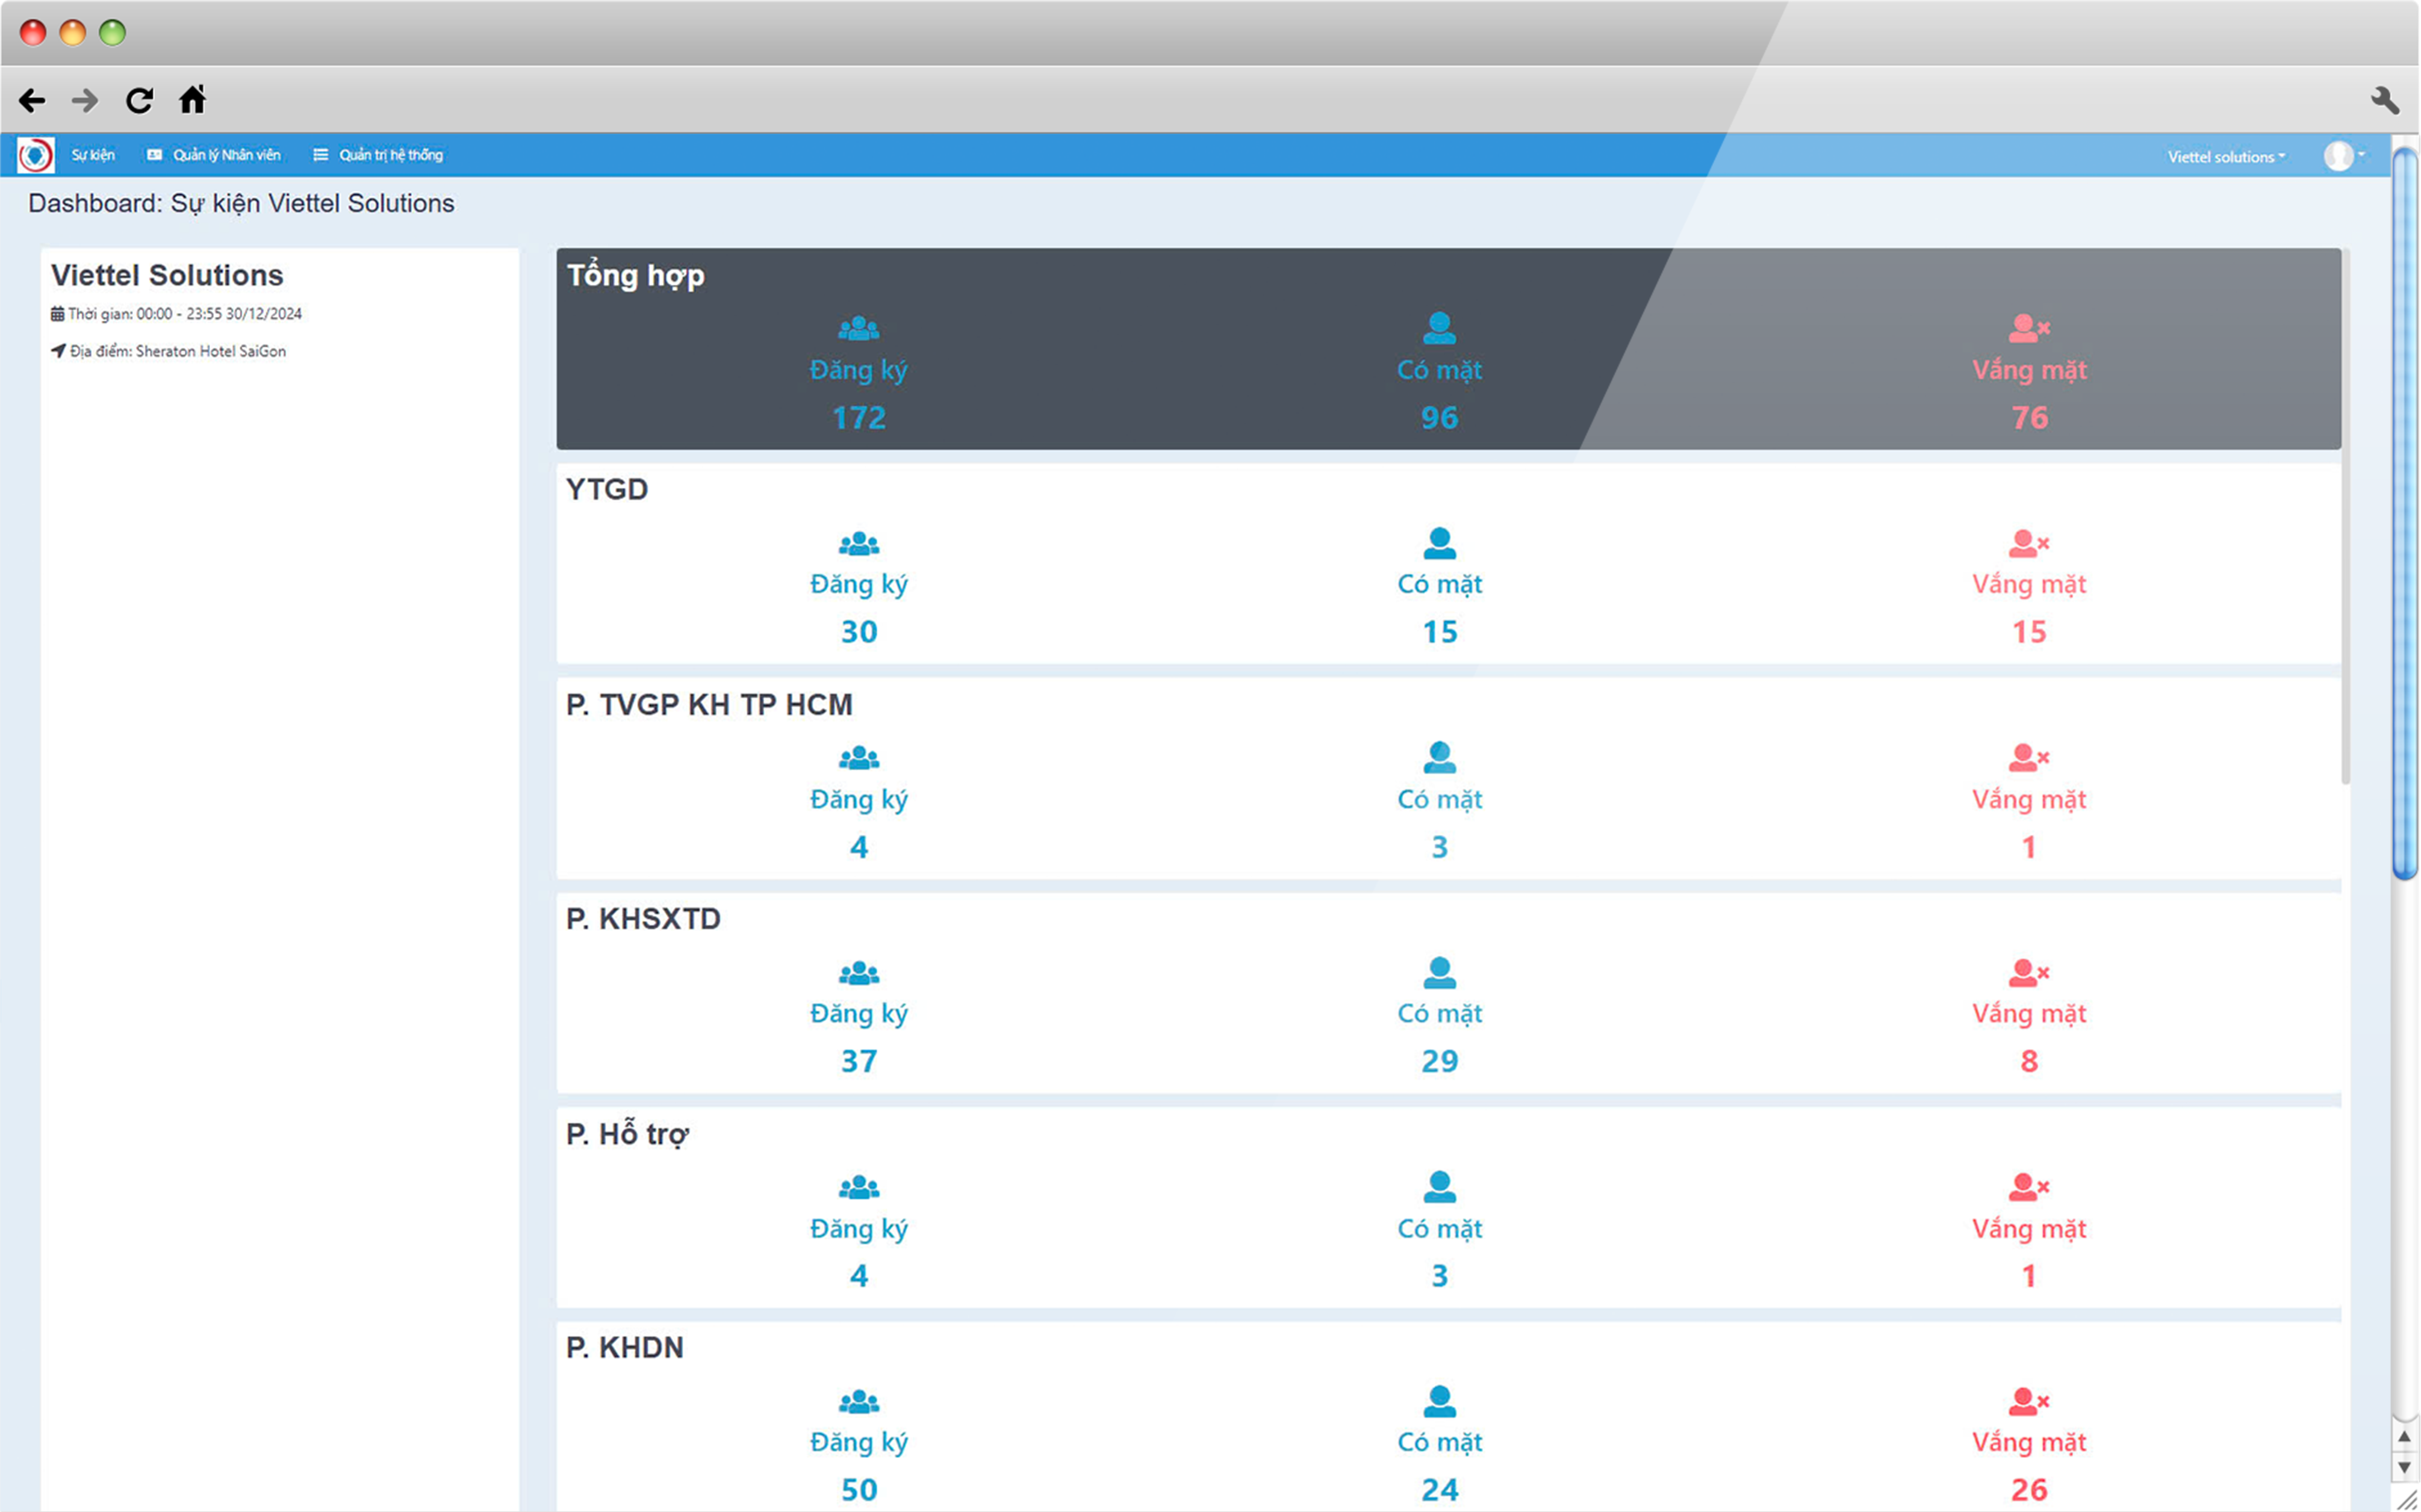 Sự kiện Quản lý Nhân viên Quản trị hệ thống Viettel solutions
Dashboard: Sự kiện Viettel Solutions
Viettel Solutions
Thời gian: 00:00 - 23:55 30/12/2024
Địa điểm: Sheraton Hotel SaiGon
Tổng hợp
Đăng ký Có mặt Vắng mặt
172 96 76
YTGD
Đăng ký Có mặt Vắng mặt
30 15 15
P. TVGP KH TP HCM
Đăng ký Có mặt Vắng mặt
4 3 1
P. KHSXTD
Đăng ký Có mặt Vắng mặt
37 29 8
P. Hỗ trợ
Đăng ký Có mặt Vắng mặt
4 3 1
P. KHDN
Đăng ký Có mặt Vắng mặt
50 24 26